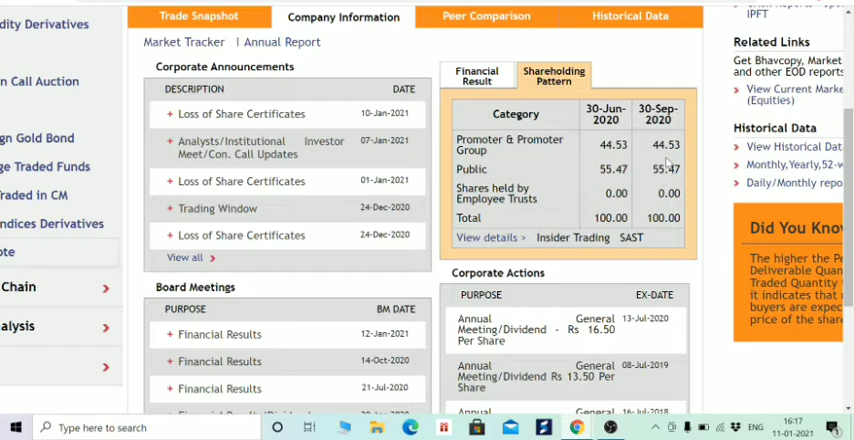 dity Derivatives
n Call Auction
gn Gold Bond
ge Traded Funds
raded in CM
ndices Derivatives
ote
Chain
alysis
Trade Snapshot
Company Information
Peer Comparison
Historical Data
Market Tracker | Annual Report
Corporate Announcements
DESCRIPTION DATE
+ Loss of Share Certificates 10-Jan-2021
+ Analysts/Institutional Investor 07-Jan-2021
Meet/Con. Call Updates
+ Loss of Share Certificates 01-Jan-2021
+ Trading Window 24-Dec-2020
+ Loss of Share Certificates 24-Dec-2020
View all >
Board Meetings
PURPOSE BM DATE
+ Financial Results 12-Jan-2021
+ Financial Results 14-Oct-2020
+ Financial Results 21-Jul-2020
Financial
Result
Shareholding
Pattern
Category 30-Jun- 30-Sep-
2020 2020
Promoter & Promoter 44.53 44.53
Group
Public 55.47 55.47
Shares held by 0.00 0.00
Employee Trusts
Total 100.00 100.00
View details > Insider Trading SAST
Corporate Actions
PURPOSE EX-DATE
Annual General 13-Jul-2020
Meeting/Dividend - Rs 16.50
Per Share
Annual General 08-Jul-2019
Meeting/Dividend Rs 13.50 Per
Share
Annual General
IPFT
Related Links
Get Bhavcopy, Market
and other EOD reports
View Current Marke
(Equities)
Historical Data
View Historical Dat
Monthly,Yearly,52-w
Daily/Monthly repo
Did You Know
The higher the Pe
Deliverable Quan
Traded Quantity
it indicates that
buyers are expec
price of the share
Type here to search
ENG
16:17
11-01-2021